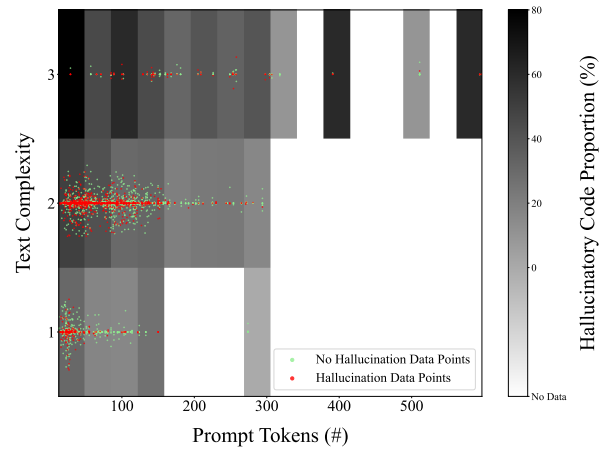 80
60
40
20
0
No Data
Hallucinatory Code Proportion (%)
3
2
1
Text Complexity
No Hallucination Data Points
Hallucination Data Points
100
200
300
400
500
Prompt Tokens (#)